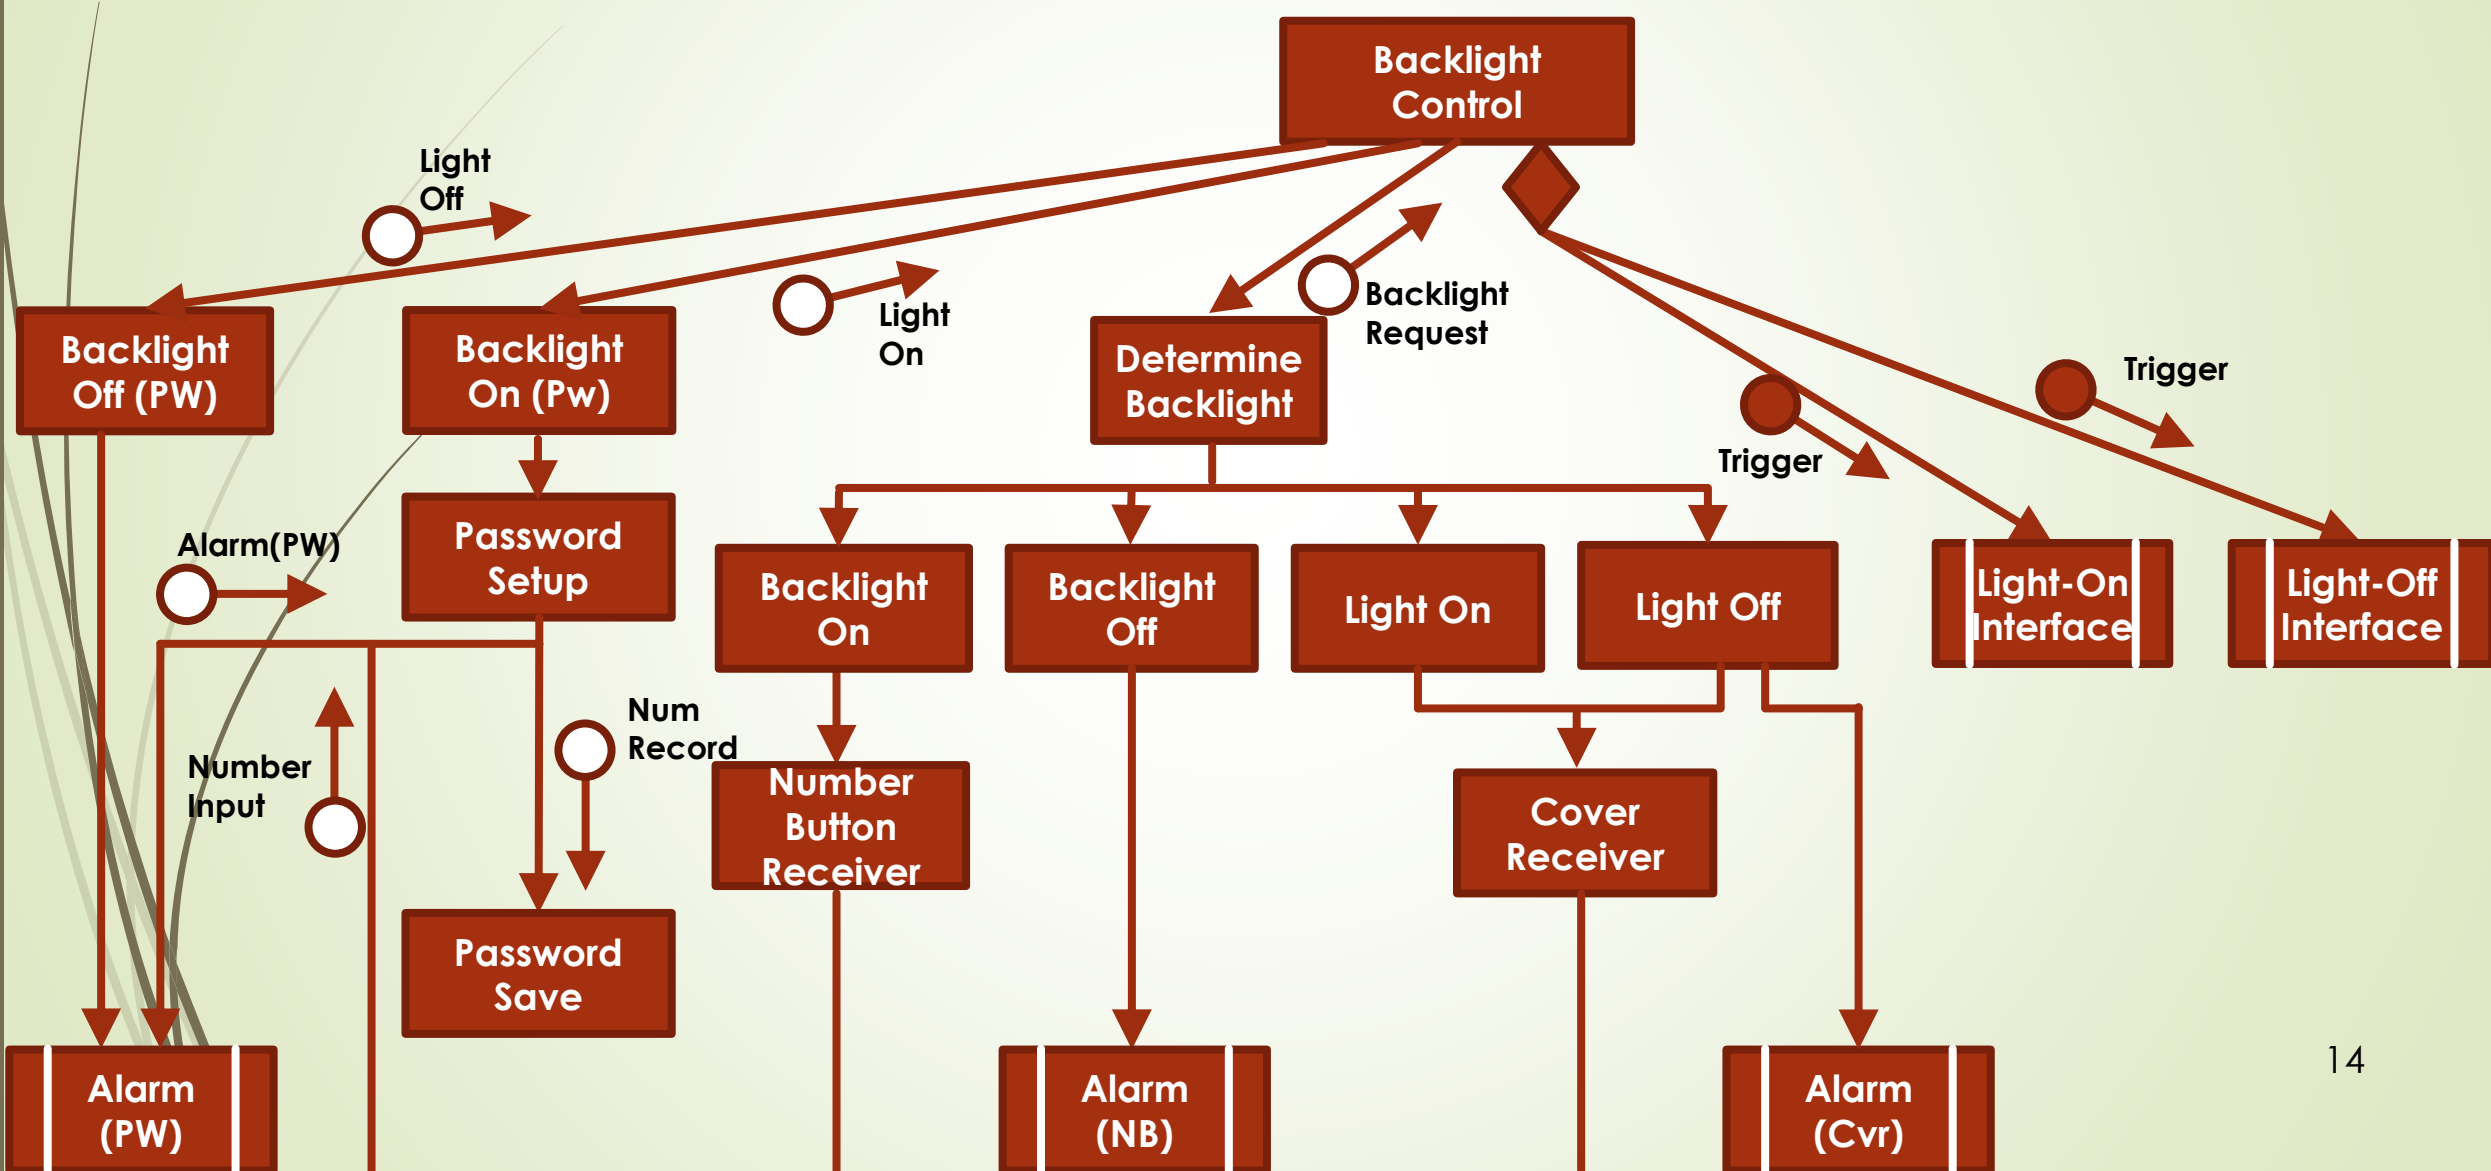 Backlight
Control
Light
Off
Light
On
Backlight
Request
Trigger
Trigger
Backlight
Off (PW)
Backlight
On (Pw)
Determine
Backlight
Alarm(PW)
Password
Setup
Backlight
On
Backlight
Off
Light On
Light Off
Light-On
Interface
Light-Off
Interface
Number
Input
Num
Record
Number
Button
Receiver
Cover
Receiver
Password
Save
Alarm
(PW)
Alarm
(NB)
Alarm
(Cvr)
14